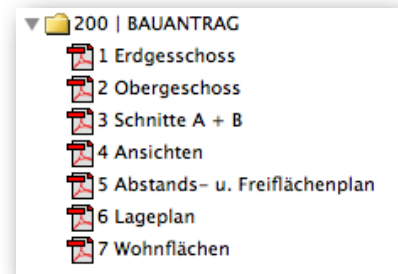 200 | BAUANTRAG
1 Erdgesschoss
2 Obergeschoss
3 Schnitte A + B
4 Ansichten
5 Abstands- u. Freiflächenplan
6 Lageplan
7 Wohnflächen